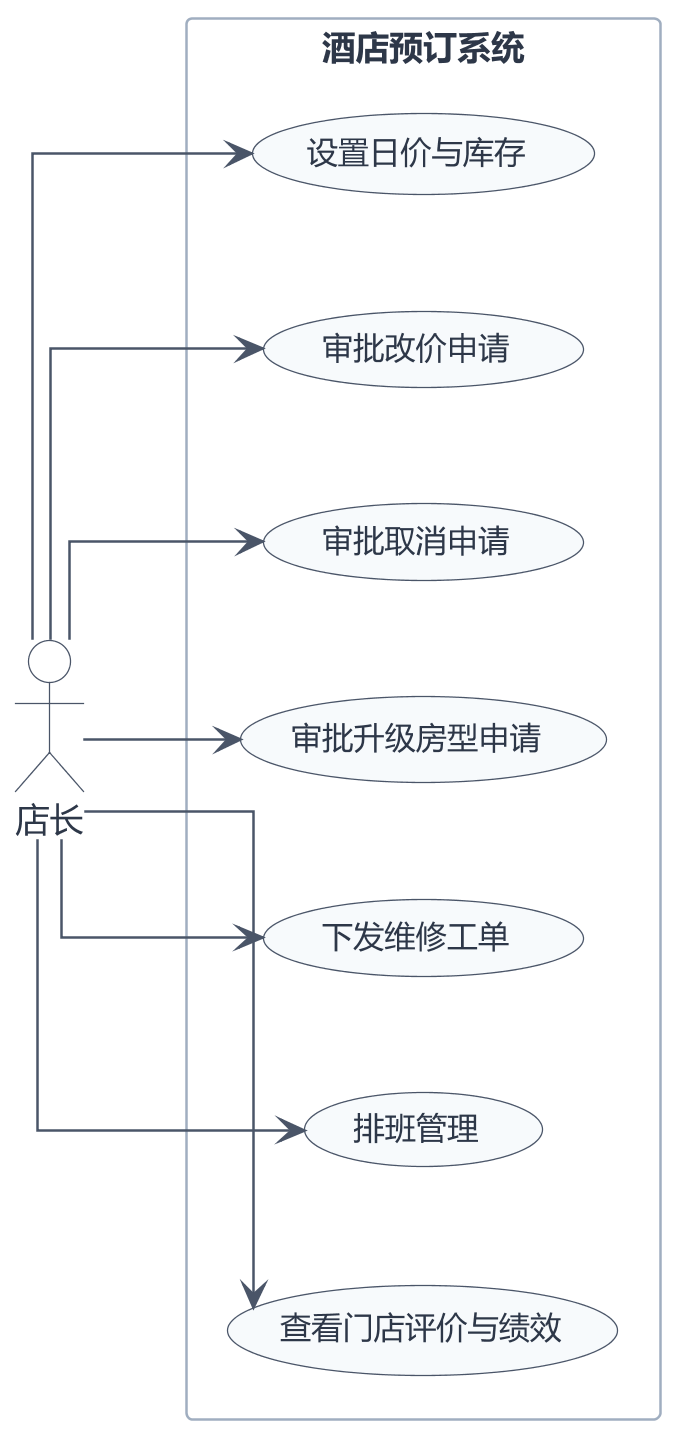 酒店预订系统
设置日价与库存
审批改价申请
审批取消申请
审批升级房型申请
店长
下发维修工单
排班管理
查看门店评价与绩效